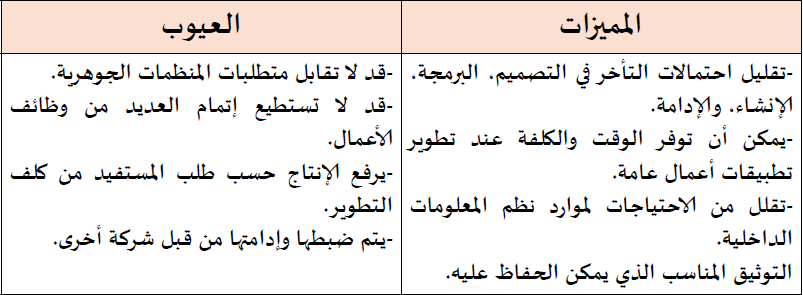 المميزات
العيوب
-تقليل احتمالات التأخر في التصميم، البرمجة،
الإنشاء، والإدامة.
-يمكن أن توفر الوقت والكلفة عند تطوير
تطبيقات أعمال عامة.
-تقلل من الاحتياجات لموارد نظم المعلومات
الداخلية.
التوثيق المناسب الذي يمكن الحفاظ عليه.
-قد لا تقابل متطلبات المنظمات الجوهرية.
-قد لا تستطيع إتمام العديد من وظائف
الأعمال.
-يرفع الإنتاج حسب طلب المستفيد من كلف
التطوير.
-يتم ضبطها وإدامتها من قبل شركة أخرى.